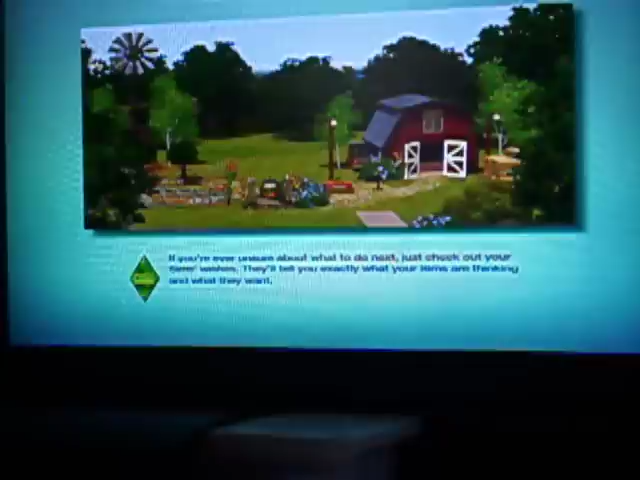 If you're ever unsure about what to do next, just check out your
Sims' wishes. They'll tell you exactly what your Sims are thinking
and what they want.